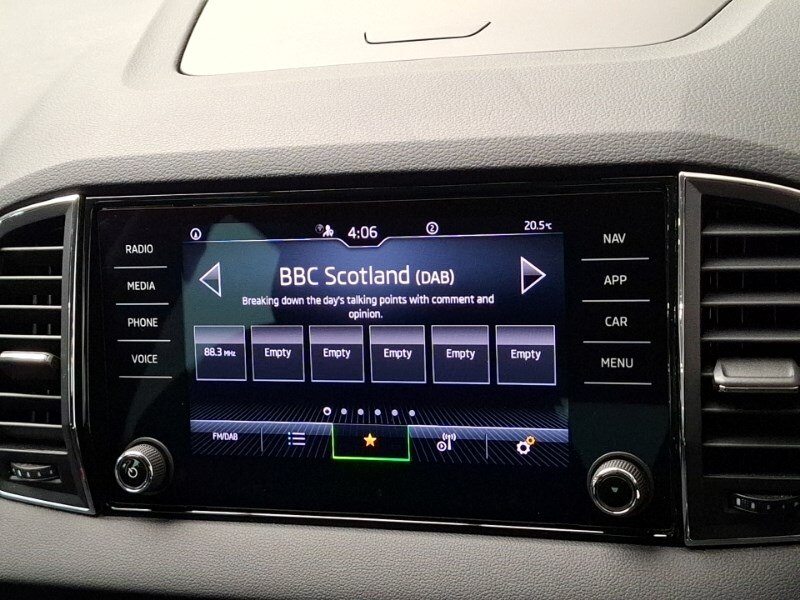 RADIO
MEDIA
PHONE
VOICE
4:06
2
20.5°C
BBC Scotland (DAB)
Breaking down the day's talking points with comment and
opinion.
88.3 MHz
Empty
Empty
Empty
Empty
Empty
FM/DAB
NAV
APP
CAR
MENU